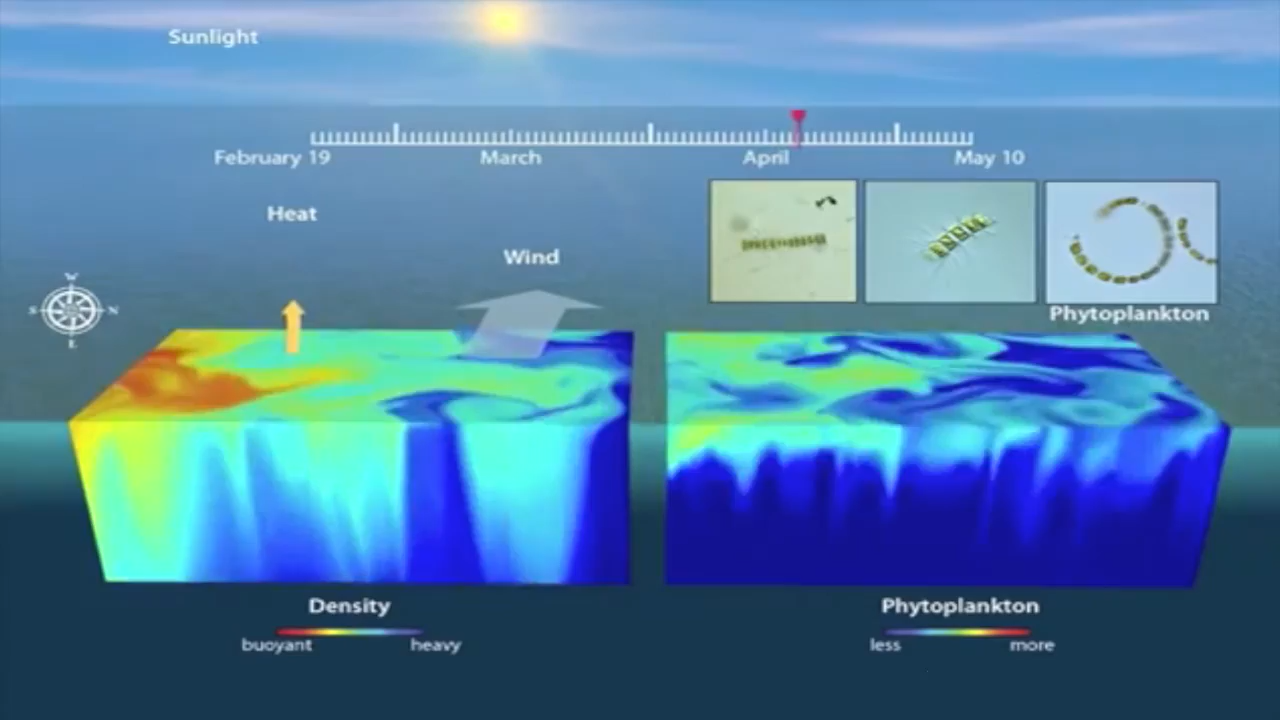 Sunlight
February 19
March
April
May 10
Heat
Wind
W
S
N
E
Phytoplankton
Density
buoyant
heavy
Phytoplankton
less
more